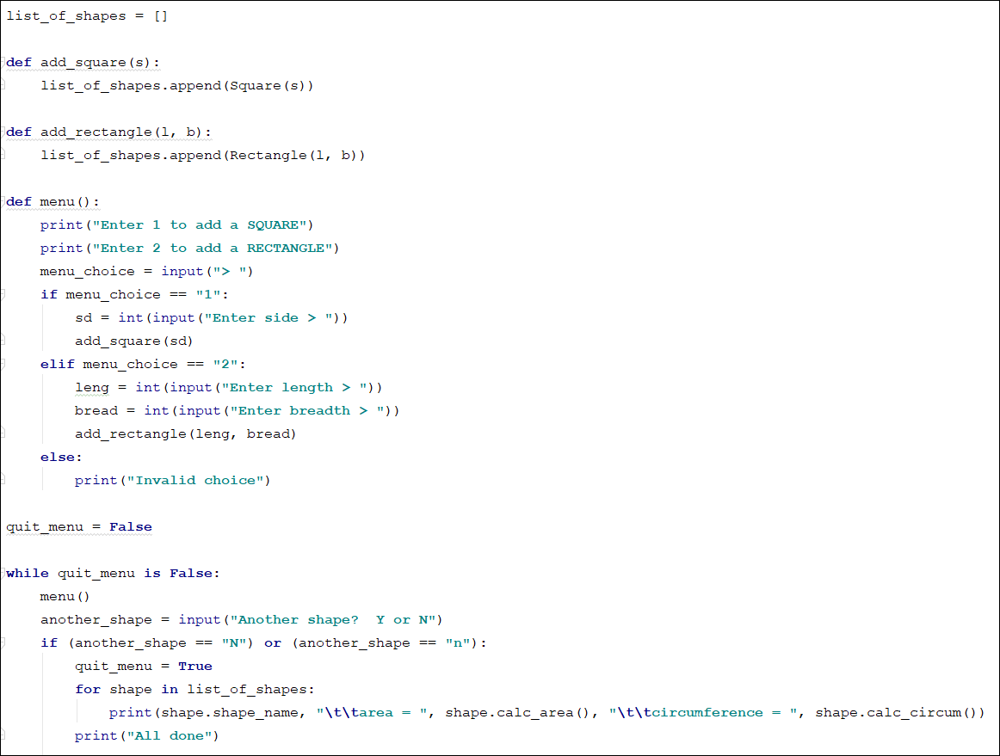 list_of_shapes = []
def add_square(s):
    list_of_shapes.append(Square(s))
def add_rectangle(l, b):
    list_of_shapes.append(Rectangle(l, b))
def menu():
    print("Enter 1 to add a SQUARE")
    print("Enter 2 to add a RECTANGLE")
    menu_choice = input("> ")
    if menu_choice == "1":
        sd = int(input("Enter side > "))
        add_square(sd)
    elif menu_choice == "2":
        leng = int(input("Enter length > "))
        bread = int(input("Enter breadth > "))
        add_rectangle(leng, bread)
    else:
        print("Invalid choice")
quit_menu = False
while quit_menu is False:
    menu()
    another_shape = input("Another shape?  Y or N")
    if (another_shape == "N") or (another_shape == "n"):
        quit_menu = True
        for shape in list_of_shapes:
            print(shape.shape_name, "\t\tarea = ", shape.calc_area(), "\t\tcircumference = ", shape.calc_circum())
        print("All done")